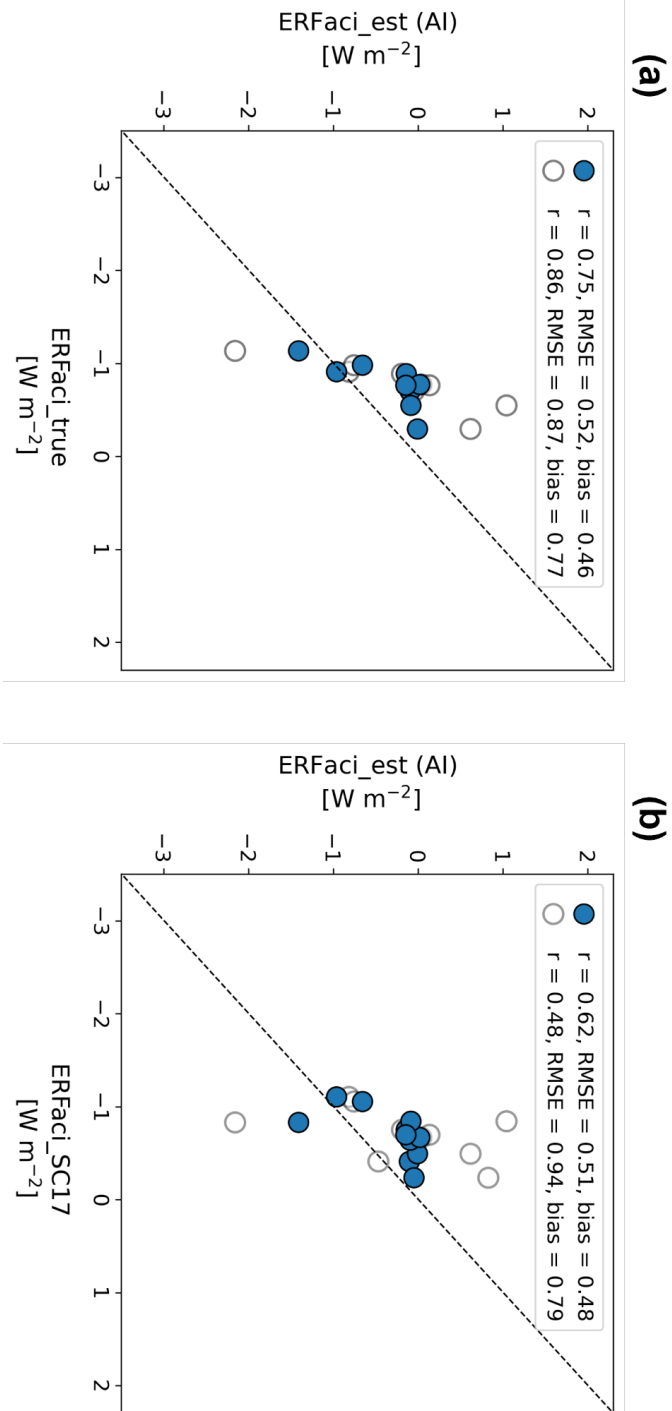 (a)
r = 0.75, RMSE = 0.52, bias = 0.46
r = 0.86, RMSE = 0.87, bias = 0.77
ERFaci_est (AI)
[W m⁻²]
2
1
0
−1
−2
−3
−3
−2
−1
0
1
2
ERFaci_true
[W m⁻²]
(b)
r = 0.62, RMSE = 0.51, bias = 0.48
r = 0.48, RMSE = 0.94, bias = 0.79
ERFaci_est (AI)
[W m⁻²]
2
1
0
−1
−2
−3
−3
−2
−1
0
1
2
ERFaci_SC17
[W m⁻²]